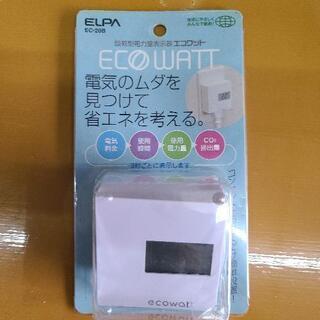 ELPA
EC-20B
簡易型電力量表示器 エコワット
ECOWATT
電気のムダを
見つけて
省エネを考える。
電気料金
使用時間
使用電力量
CO₂排出量
ecowatt